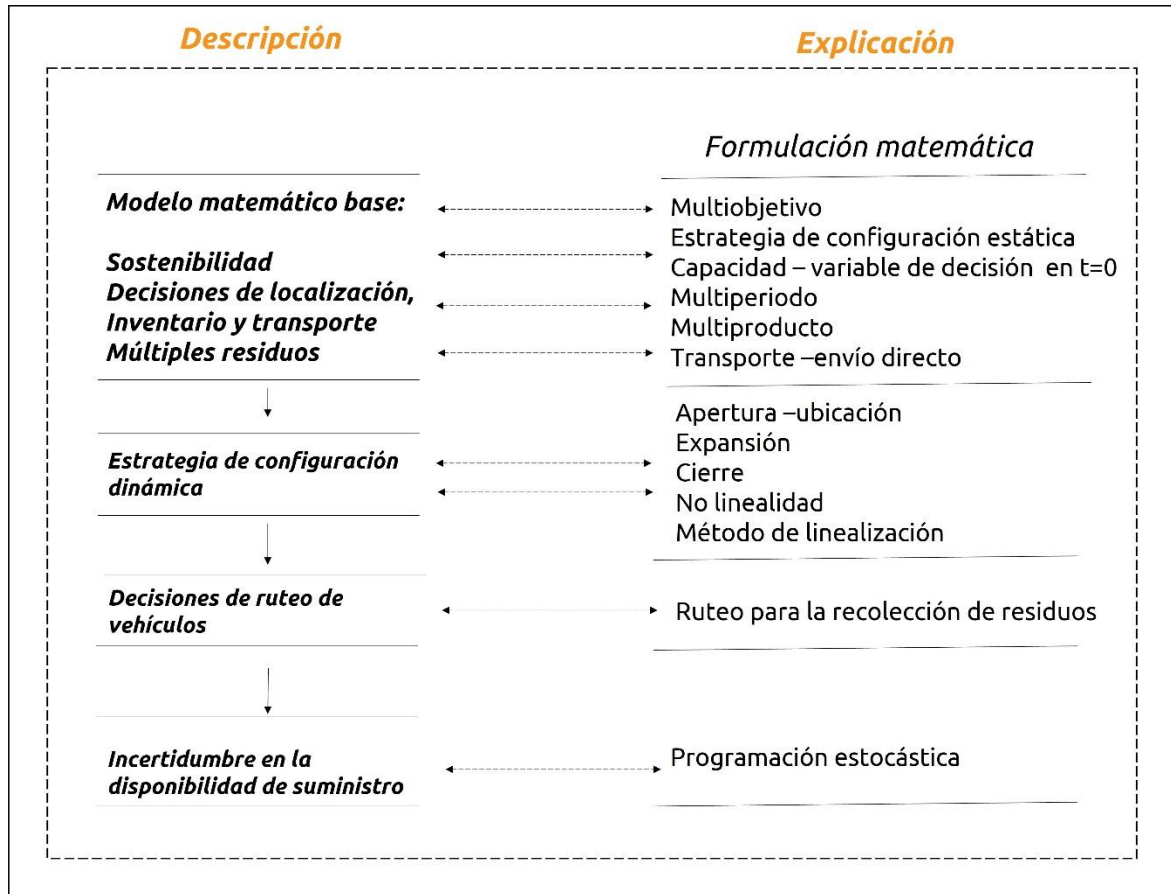 Descripción
Explicación
Formulación matemática
Modelo matemático base:
Sostenibilidad
Decisiones de localización,
Inventario y transporte
Múltiples residuos
Multiobjetivo
Estrategia de configuración estática
Capacidad – variable de decisión en t=0
Multiperiodo
Multiproducto
Transporte –envío directo
Estrategia de configuración
dinámica
Apertura –ubicación
Expansión
Cierre
No linealidad
Método de linealización
Decisiones de ruteo de
vehículos
Ruteo para la recolección de residuos
Incertidumbre en la
disponibilidad de suministro
Programación estocástica